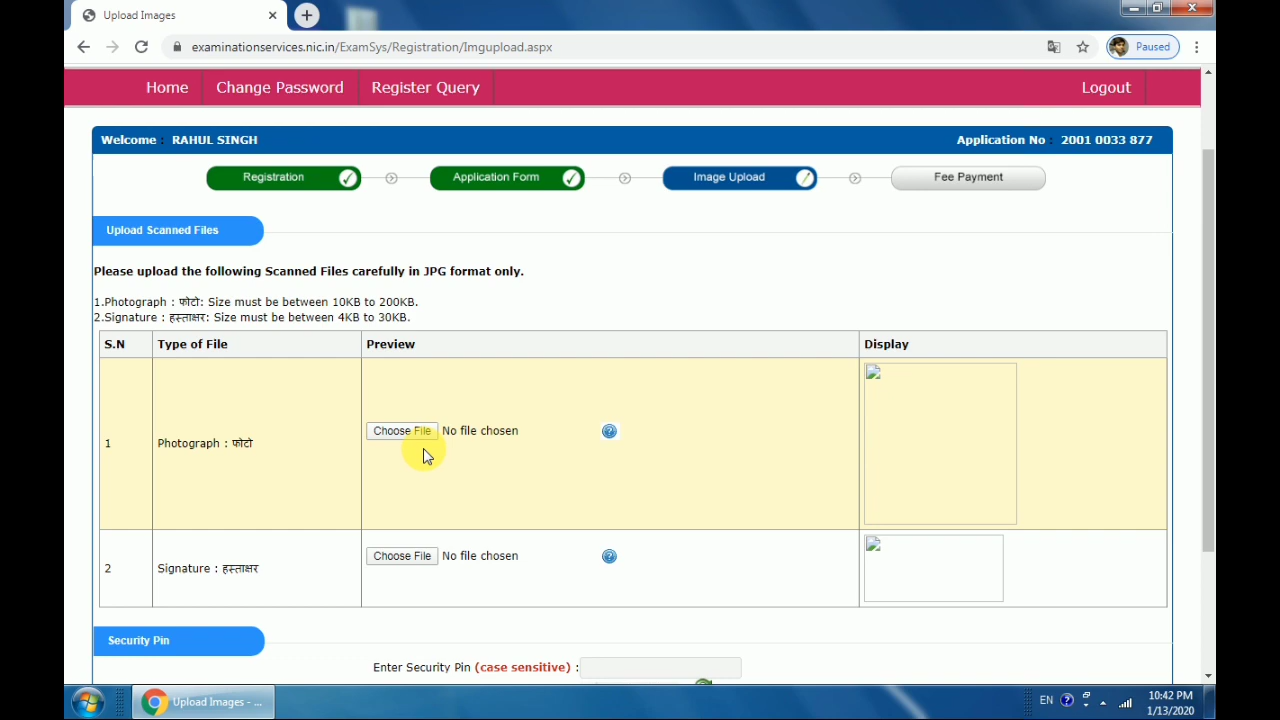 Upload Images
examinationservices.nic.in/ExamSys/Registration/Imgupload.aspx
Paused
Home Change Password Register Query Logout
Welcome : RAHUL SINGH Application No : 2001 0033 877
Registration Application Form Image Upload Fee Payment
Upload Scanned Files
Please upload the following Scanned Files carefully in JPG format only.
1.Photograph : फोटो: Size must be between 10KB to 200KB.
2.Signature : हस्ताक्षर: Size must be between 4KB to 30KB.
S.N Type of File Preview Display
1 Photograph : फोटो Choose File No file chosen
2 Signature : हस्ताक्षर Choose File No file chosen
Security Pin
Enter Security Pin (case sensitive) :
Upload Images - ... EN 10:42 PM
1/13/2020